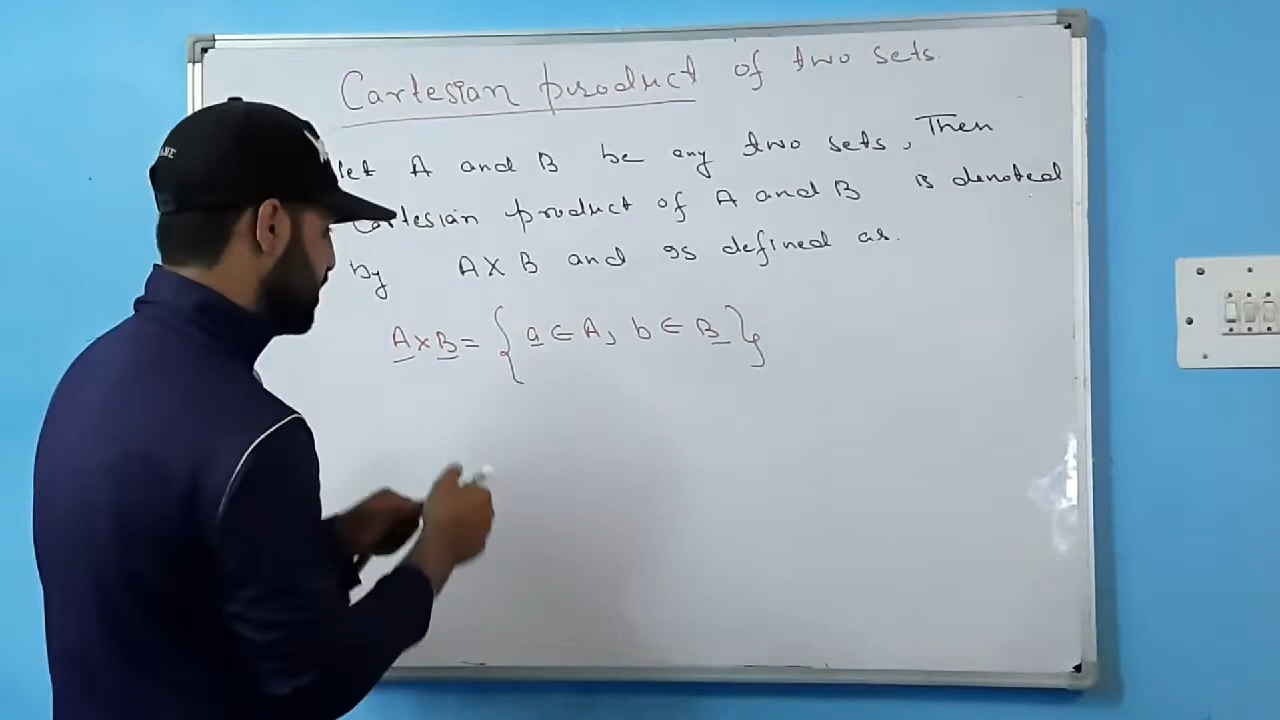 Cartesian product of two sets.
let A and B be any two sets, Then
Cartesian product of A and B is denoted
by A X B and is defined as.
A×B = { a ∈ A, b ∈ B }